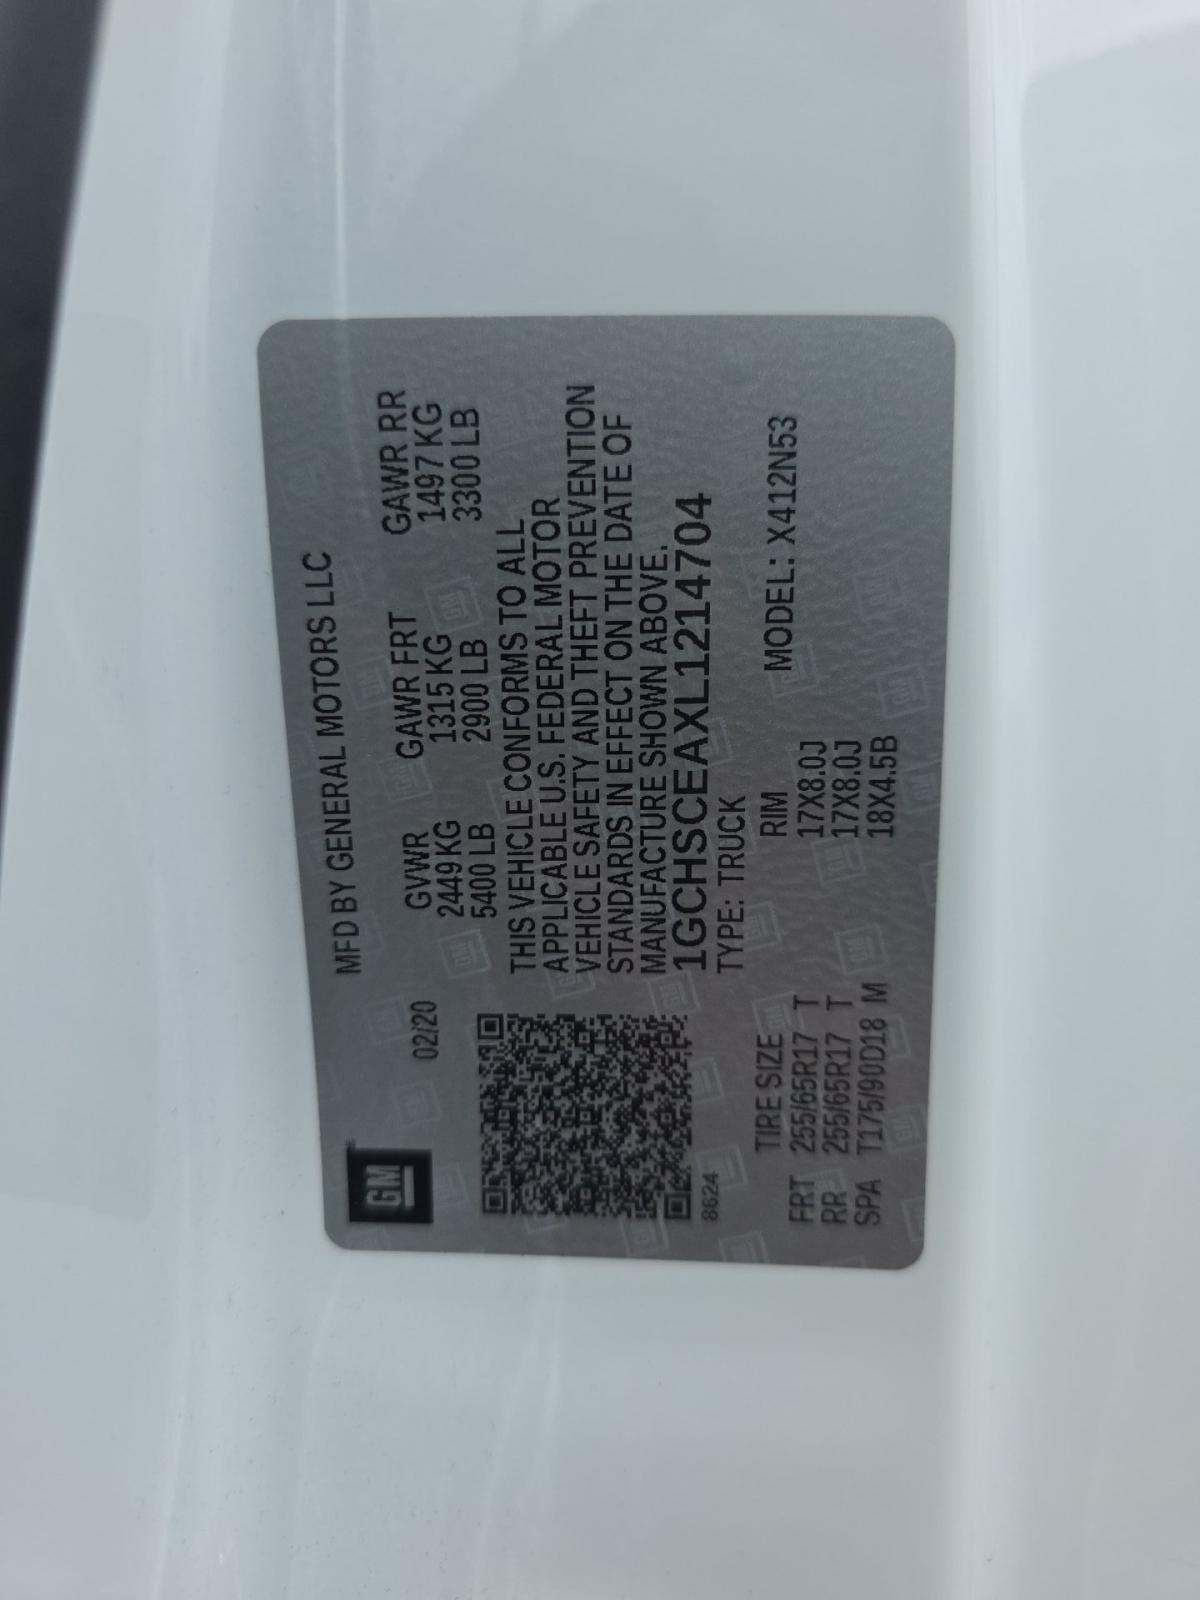 GM
MFD BY GENERAL MOTORS LLC
02/20
GVWR GAWR FRT GAWR RR
2449 KG 1315 KG 1497 KG
5400 LB 2900 LB 3300 LB
THIS VEHICLE CONFORMS TO ALL
APPLICABLE U.S. FEDERAL MOTOR
VEHICLE SAFETY AND THEFT PREVENTION
STANDARDS IN EFFECT ON THE DATE OF
MANUFACTURE SHOWN ABOVE.
1GCHSCEAXL1214704
8624
TYPE: TRUCK
MODEL: X412N53
TIRE SIZE RIM
FRT 255/65R17 T 17X8.0J
RR 255/65R17 T 17X8.0J
SPA T175/90D18 M 18X4.5B